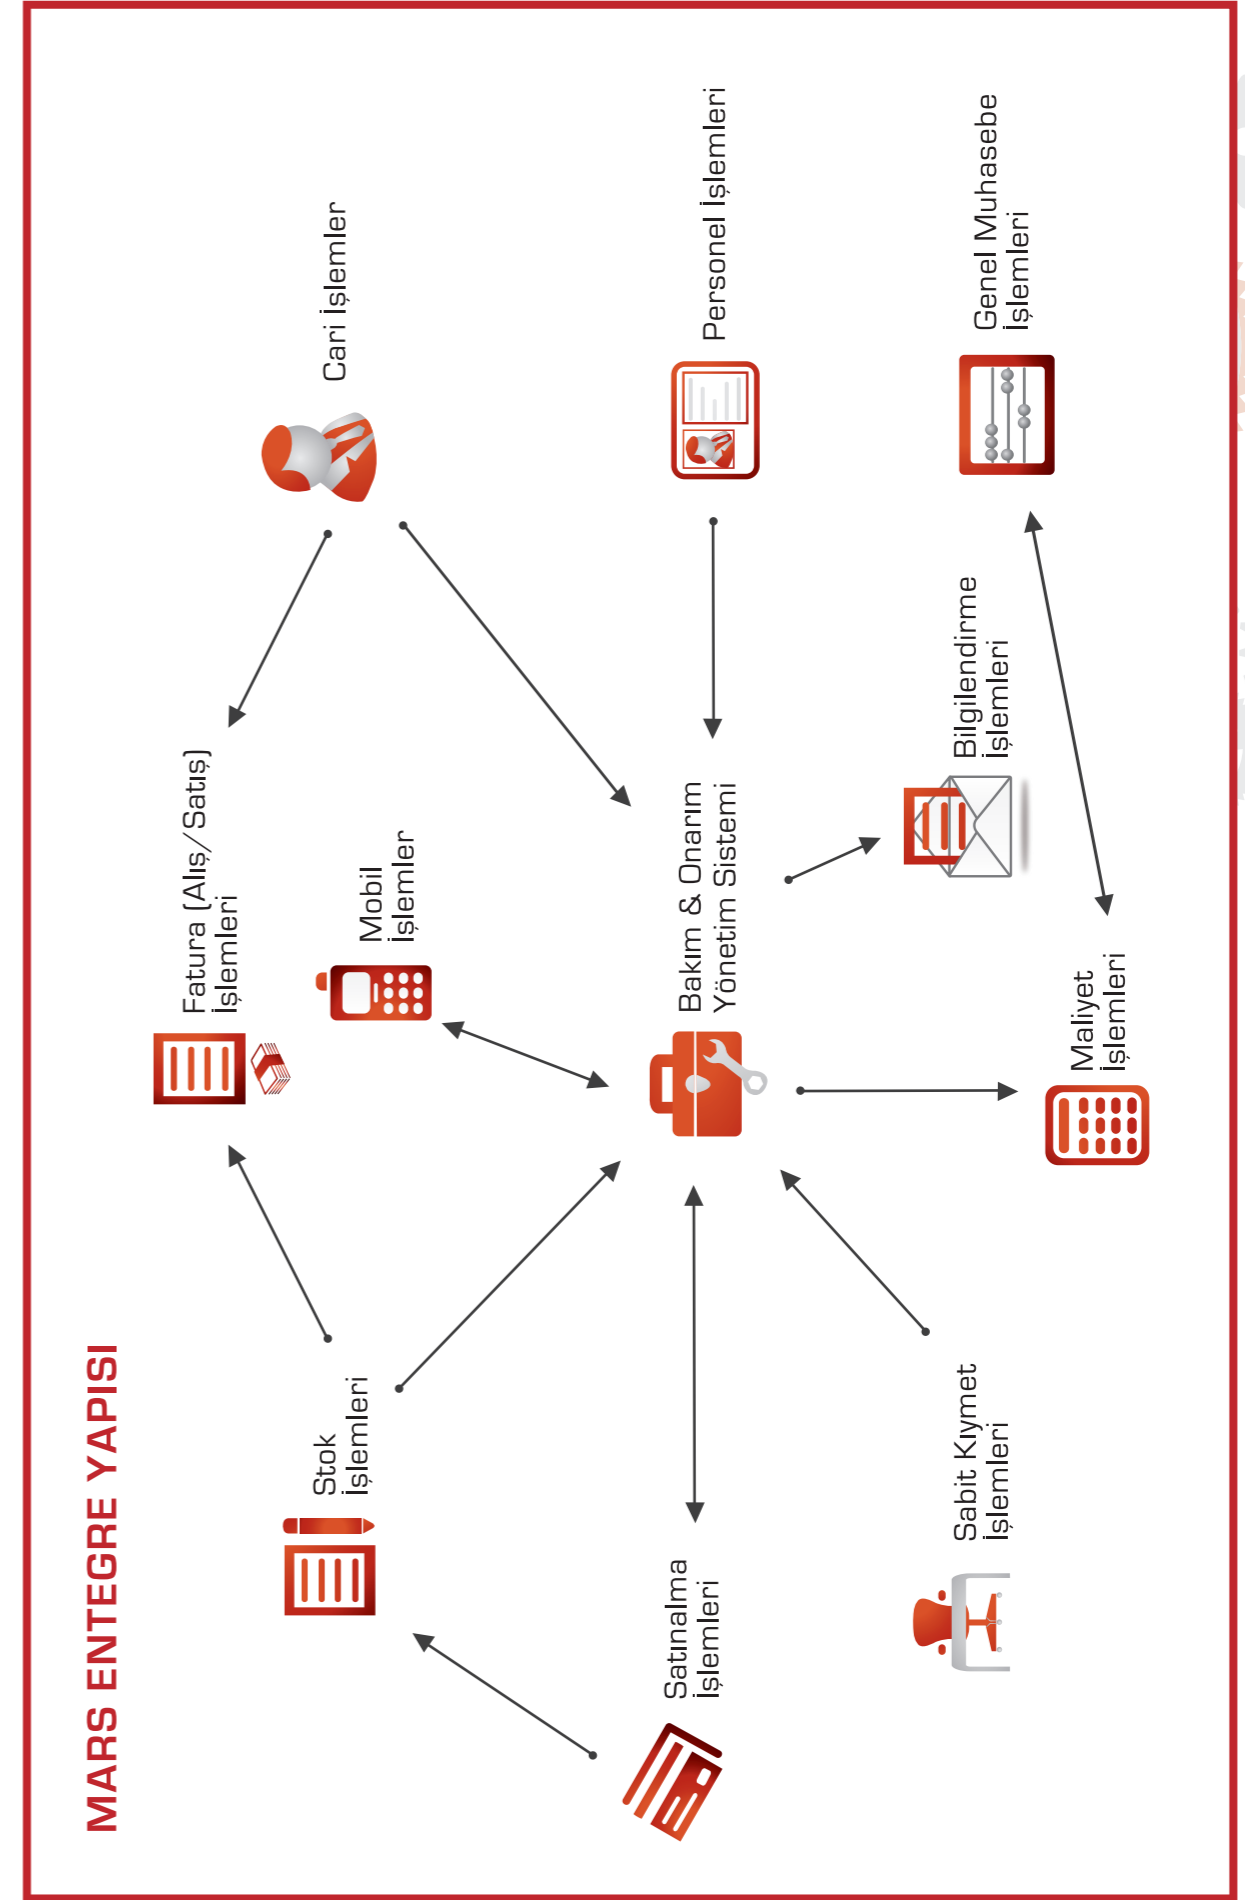 MARS ENTEGRE YAPISI
Fatura (Alış/Satış)
İşlemleri
Stok
İşlemleri
Cari İşlemler
Mobil
İşlemler
Satınalma
İşlemleri
Bakım & Onarım
Yönetim Sistemi
Personel İşlemleri
Sabit Kıymet
İşlemleri
Bilgilendirme
İşlemleri
Genel Muhasebe
İşlemleri
Maliyet
İşlemleri